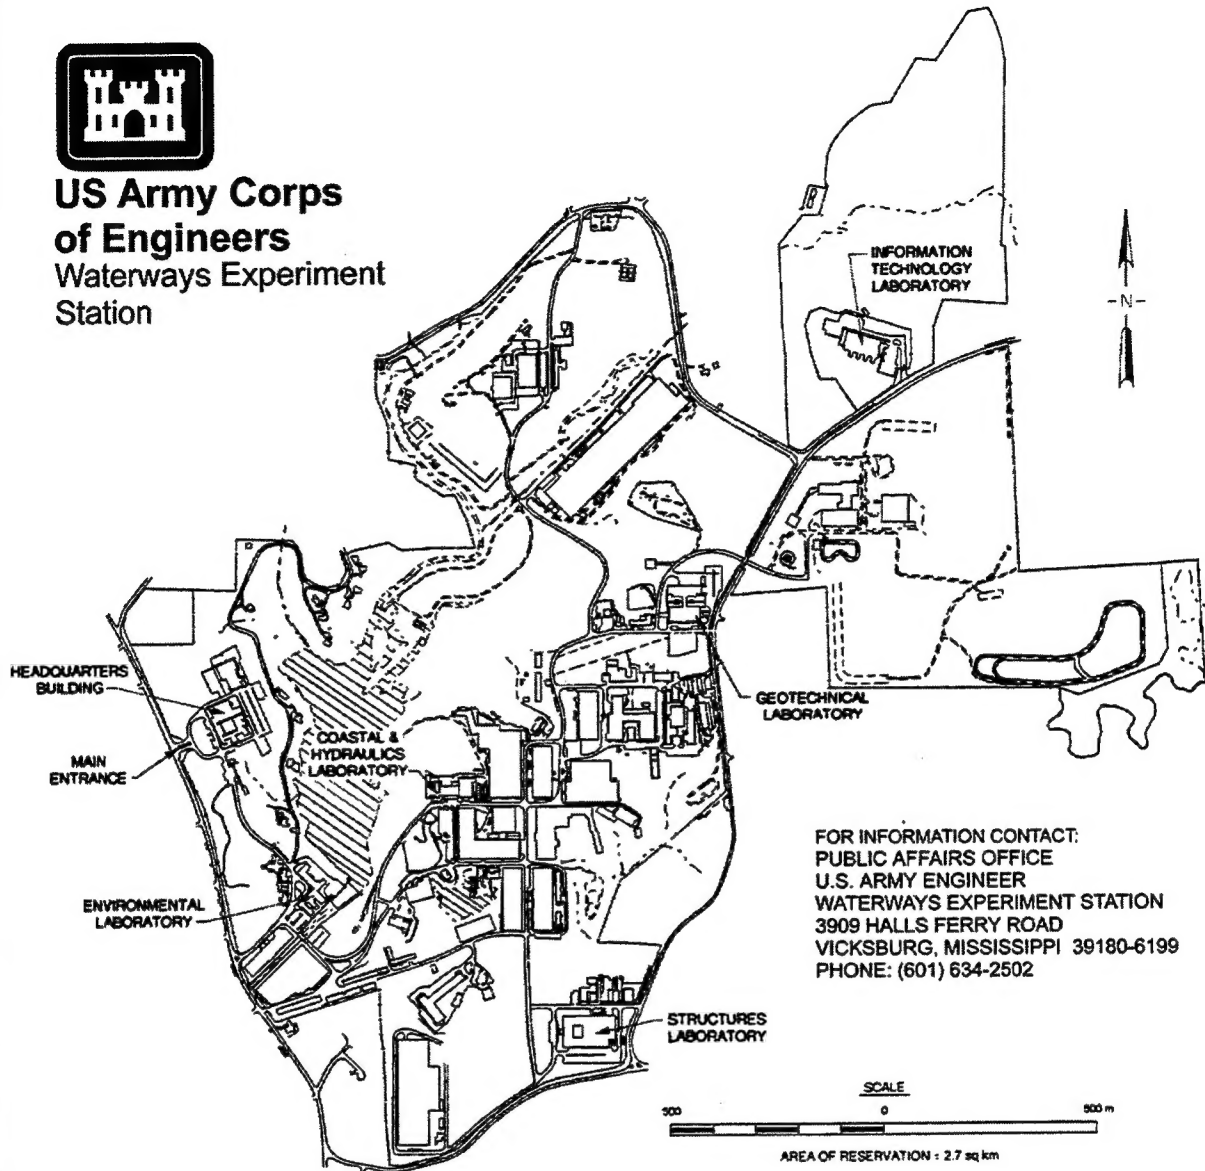 US Army Corps
of Engineers
Waterways Experiment
Station
INFORMATION
TECHNOLOGY
LABORATORY
N
HEADQUARTERS
BUILDING
MAIN
ENTRANCE
COASTAL &
HYDRAULICS
LABORATORY
GEOTECHNICAL
LABORATORY
ENVIRONMENTAL
LABORATORY
STRUCTURES
LABORATORY
FOR INFORMATION CONTACT:
PUBLIC AFFAIRS OFFICE
U.S. ARMY ENGINEER
WATERWAYS EXPERIMENT STATION
3909 HALLS FERRY ROAD
VICKSBURG, MISSISSIPPI 39180-6199
PHONE: (601) 634-2502
SCALE
500 0 500 m
AREA OF RESERVATION : 2.7 sq km